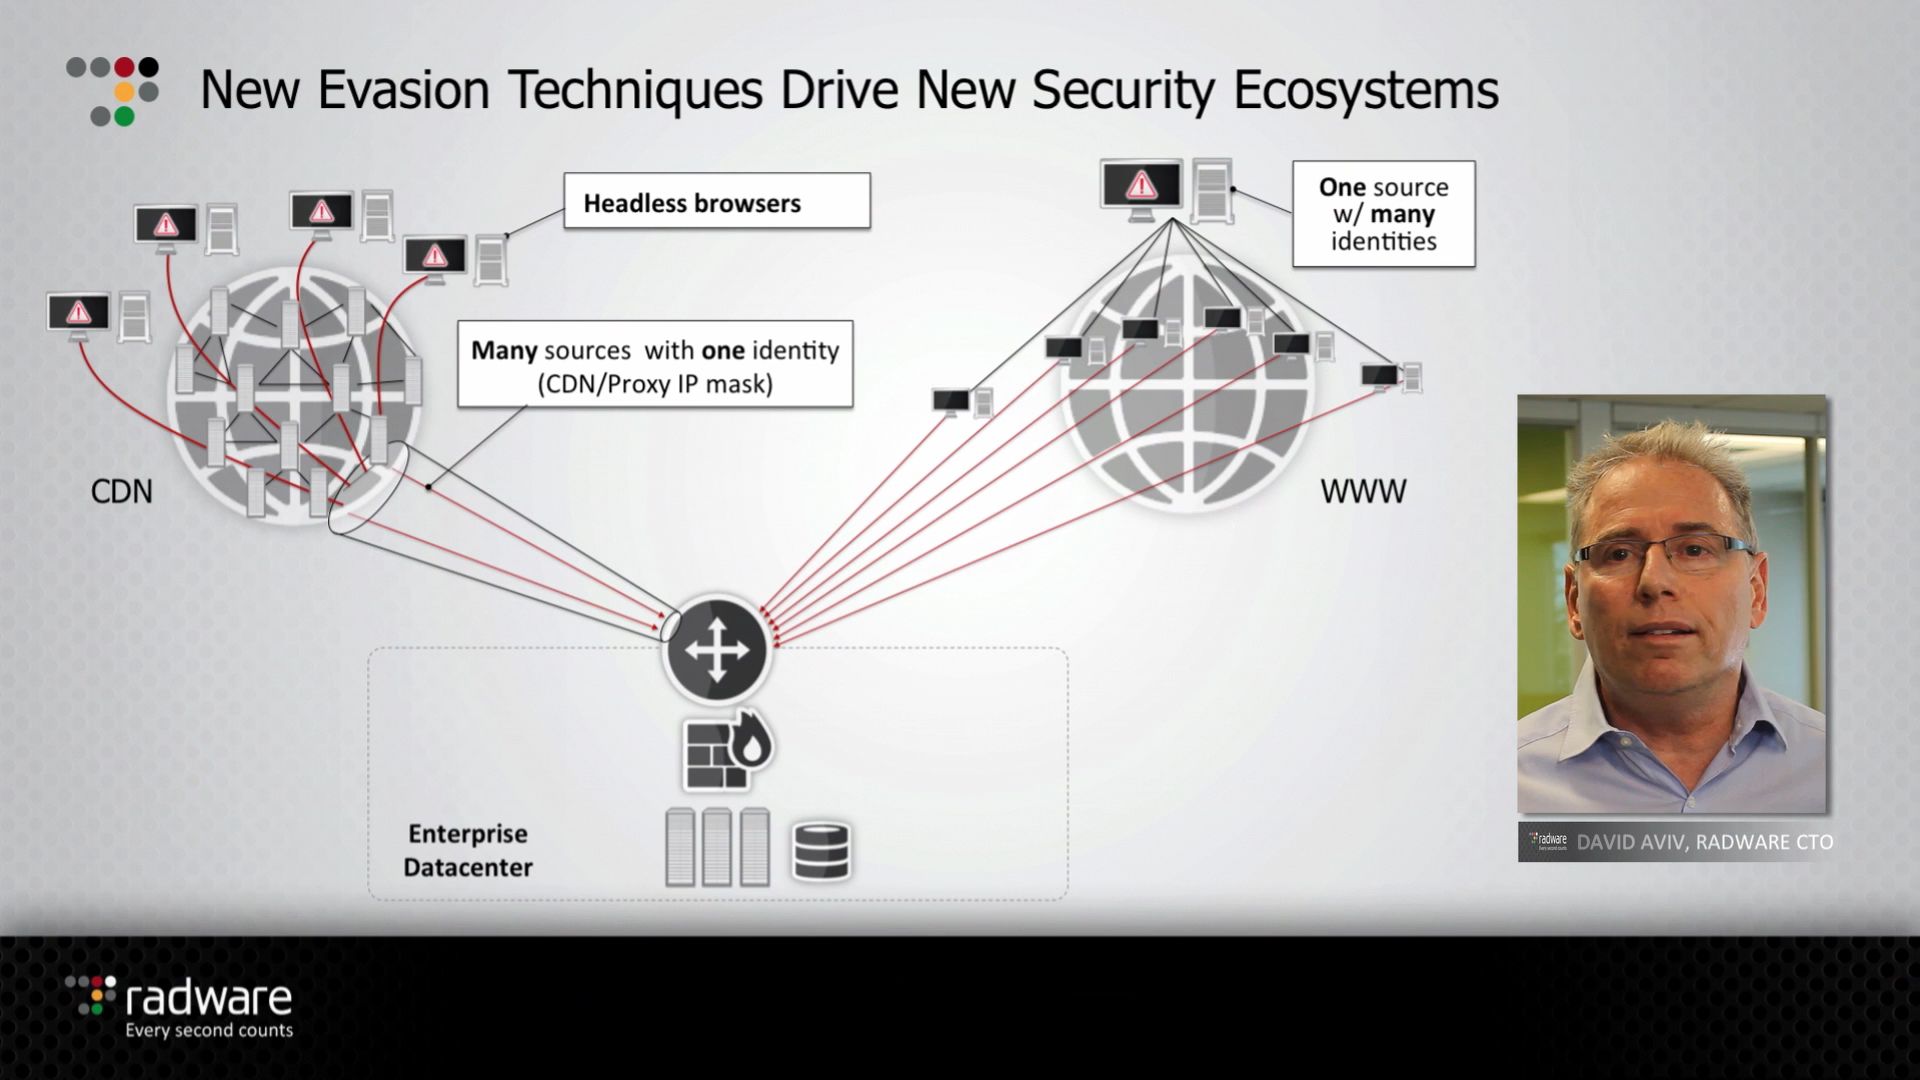 New Evasion Techniques Drive New Security Ecosystems
Headless browsers
One source
w/ many
identities
Many sources with one identity
(CDN/Proxy IP mask)
CDN
WWW
Enterprise
Datacenter
radware
DAVID AVIV, RADWARE CTO
radware
Every second counts